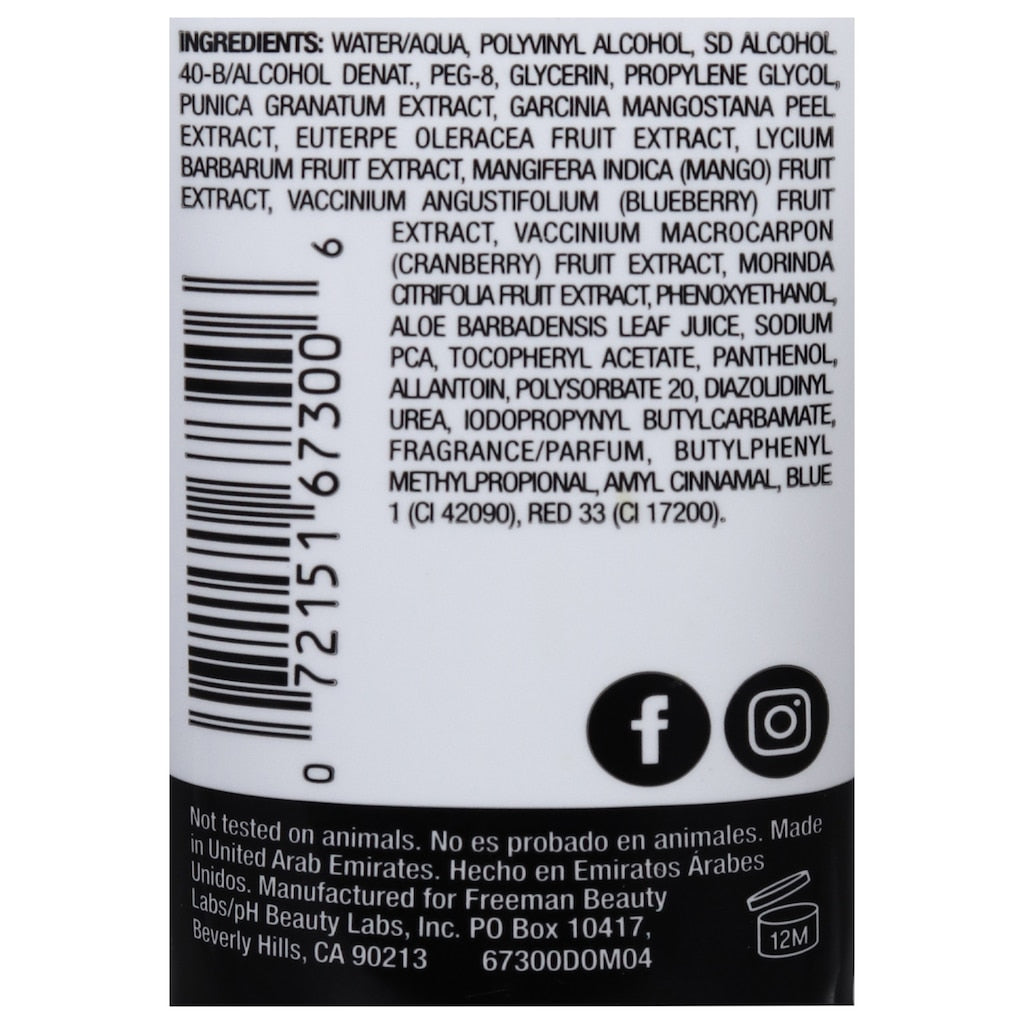 INGREDIENTS: WATER/AQUA, POLYVINYL ALCOHOL, SD ALCOHOL
40-B/ALCOHOL DENAT., PEG-8, GLYCERIN, PROPYLENE GLYCOL,
PUNICA GRANATUM EXTRACT, GARCINIA MANGOSTANA PEEL
EXTRACT, EUTERPE OLERACEA FRUIT EXTRACT, LYCIUM
BARBARUM FRUIT EXTRACT, MANGIFERA INDICA (MANGO) FRUIT
EXTRACT, VACCINIUM ANGUSTIFOLIUM (BLUEBERRY) FRUIT
EXTRACT, VACCINIUM MACROCARPON
(CRANBERRY) FRUIT EXTRACT, MORINDA
CITRIFOLIA FRUIT EXTRACT, PHENOXYETHANOL,
ALOE BARBADENSIS LEAF JUICE, SODIUM
PCA, TOCOPHERYL ACETATE, PANTHENOL,
ALLANTOIN, POLYSORBATE 20, DIAZOLIDINYL
UREA, IODOPROPYNYL BUTYLCARBAMATE,
FRAGRANCE/PARFUM, BUTYLPHENYL
METHYLPROPIONAL, AMYL CINNAMAL, BLUE
1 (CI 42090), RED 33 (CI 17200).
0 72151 67300 6
Not tested on animals. No es probado en animales. Made
in United Arab Emirates. Hecho en Emiratos Árabes
Unidos. Manufactured for Freeman Beauty
Labs/pH Beauty Labs, Inc. PO Box 10417,
Beverly Hills, CA 90213 67300DOM04
12M